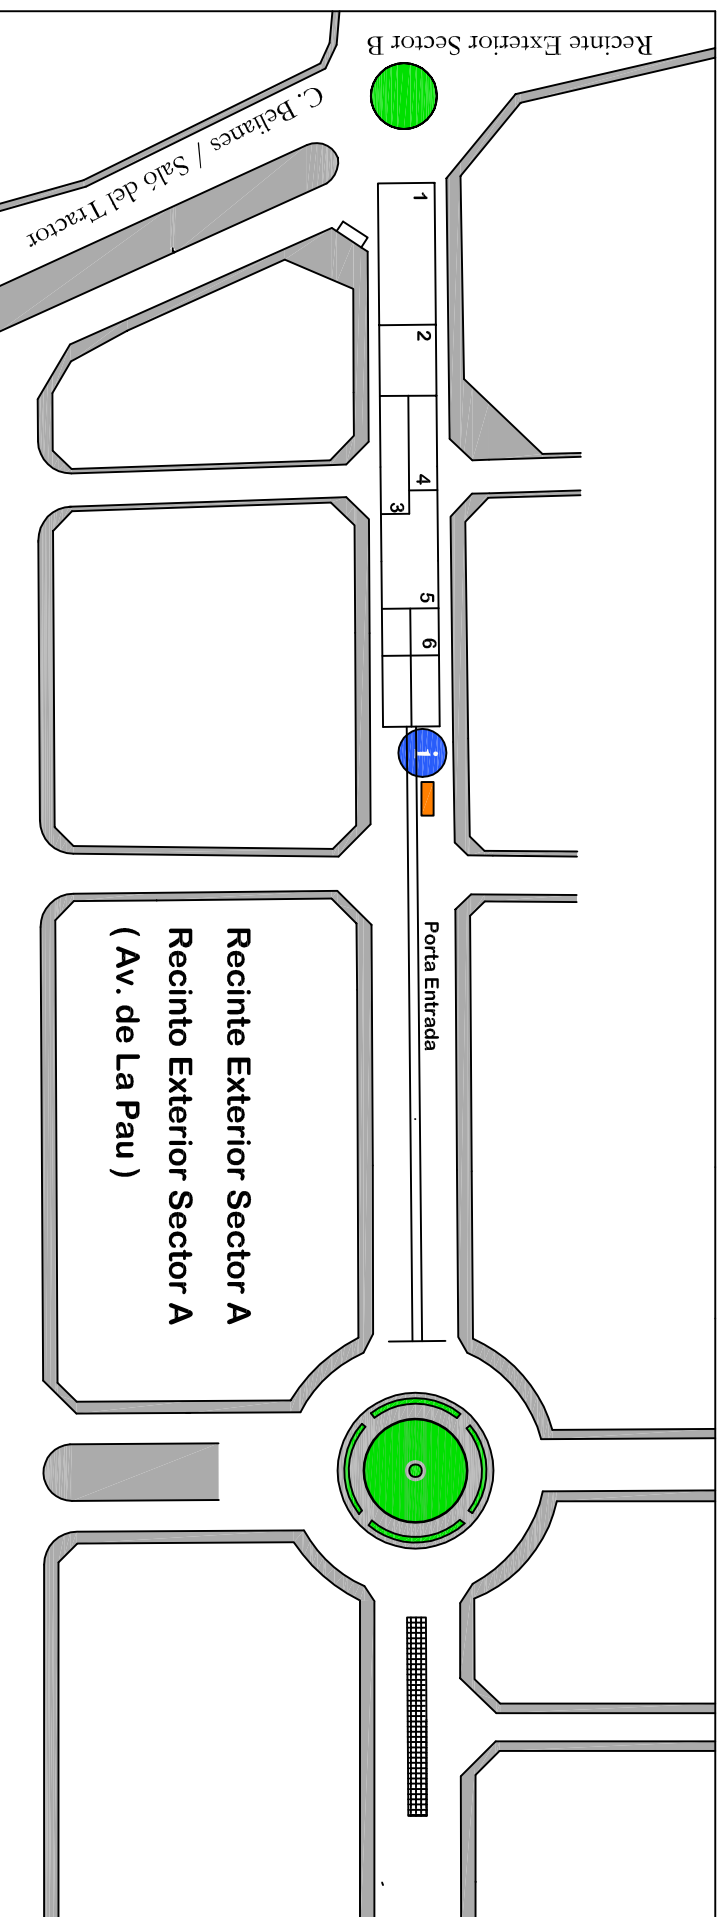 Recinte Exterior Sector B
C. Belianes / Saló del Tractor
1
2
4
3
5
6
i
Porta Entrada
Recinte Exterior Sector A
Recinto Exterior Sector A
( Av. de La Pau )